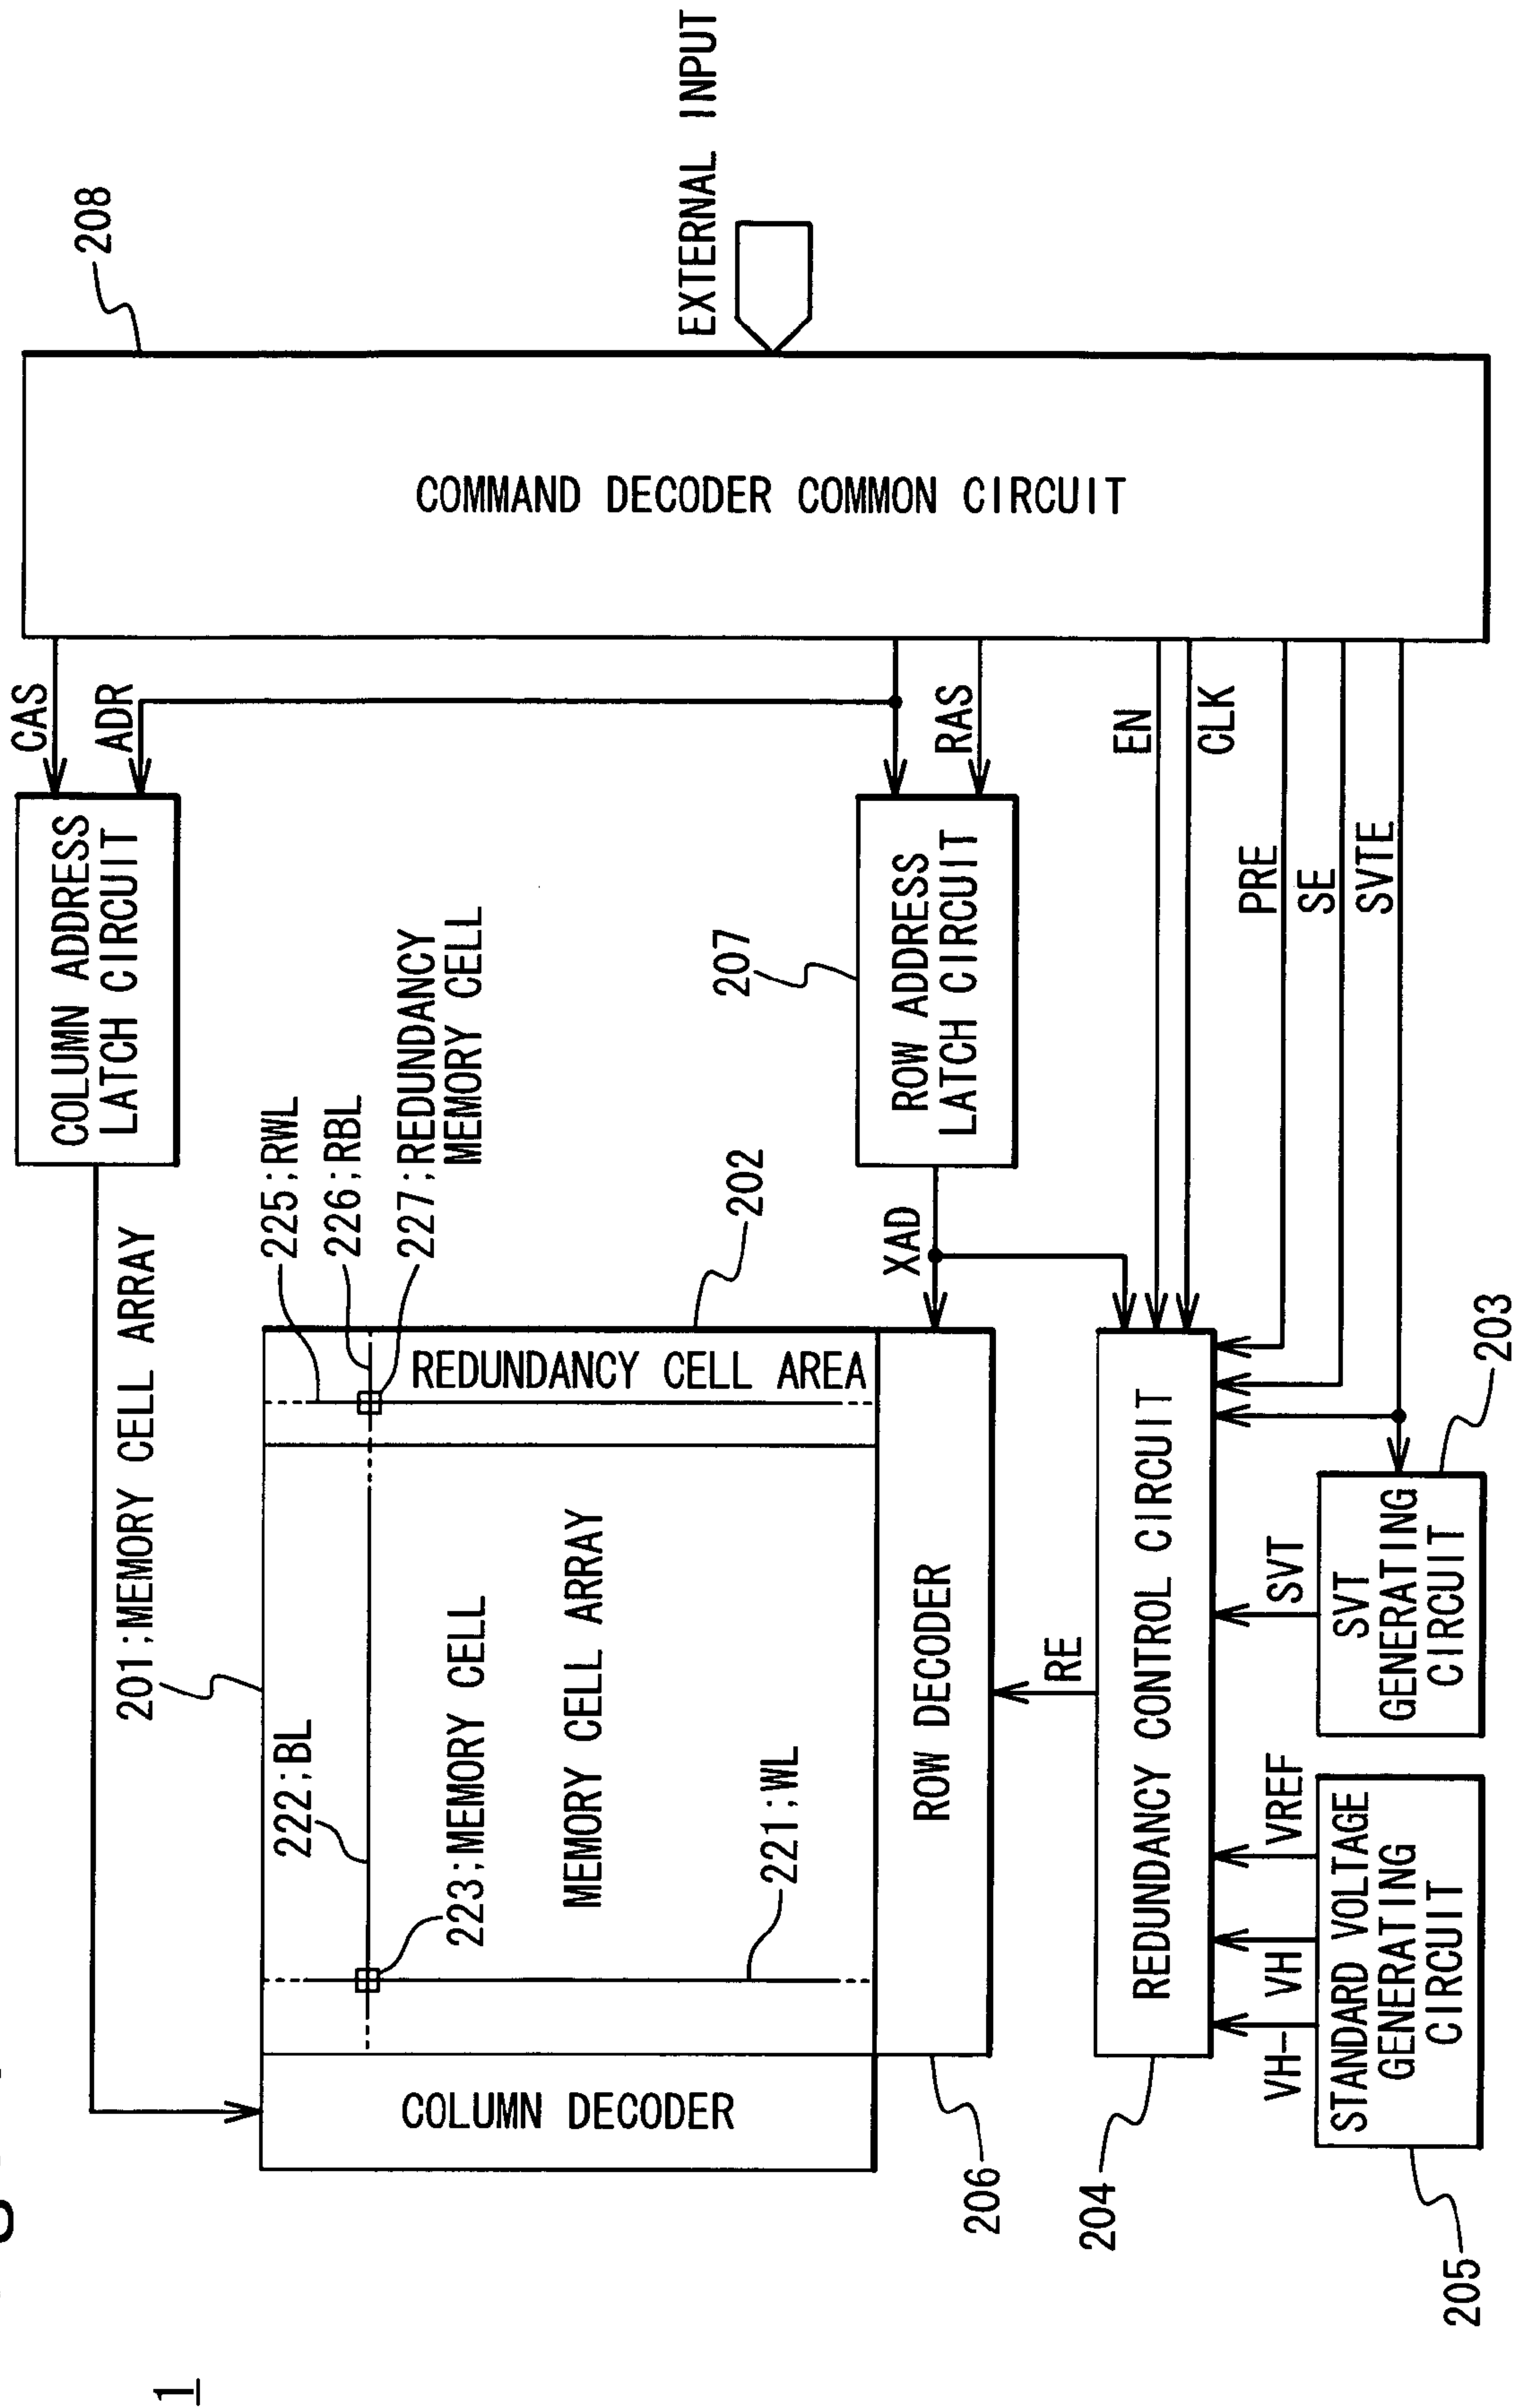 1
201;MEMORY CELL ARRAY
COLUMN ADDRESS
LATCH CIRCUIT
CAS
ADR
208
COMMAND DECODER COMMON CIRCUIT
EXTERNAL INPUT
222;BL
223;MEMORY CELL
MEMORY CELL ARRAY
221;WL
225;RWL
226;RBL
227;REDUNDANCY
MEMORY CELL
REDUNDANCY CELL AREA
202
COLUMN DECODER
ROW DECODER
206
XAD
207
ROW ADDRESS
LATCH CIRCUIT
RAS
RE
REDUNDANCY CONTROL CIRCUIT
204
EN
CLK
PRE
SE
SVTE
VH-
VH
VREF
SVT
STANDARD VOLTAGE
GENERATING
CIRCUIT
205
SVT
GENERATING
CIRCUIT
203